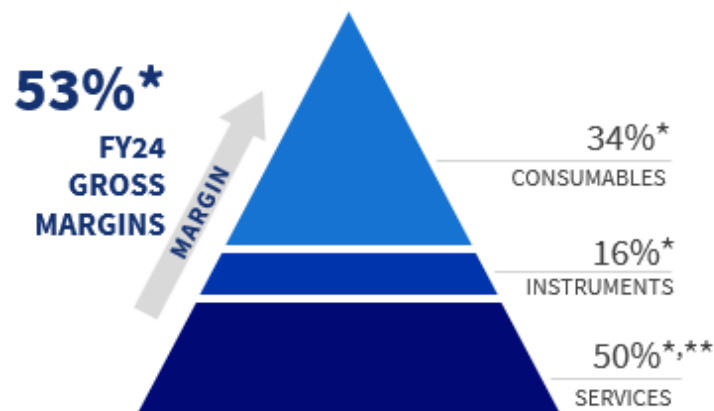 53%*
FY24
GROSS
MARGINS
MARGIN
34%*
CONSUMABLES
16%*
INSTRUMENTS
50%*,**
SERVICES